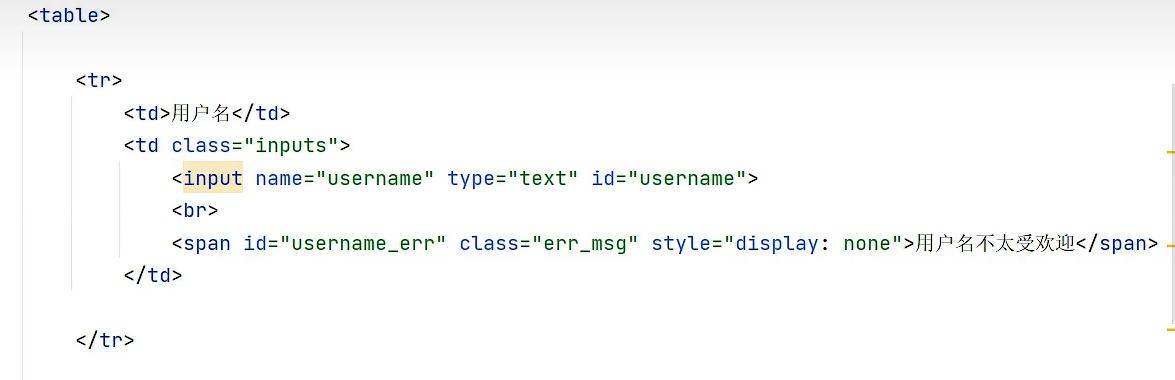 <table>
<tr>
<td>用户名</td>
<td class="inputs">
<input name="username" type="text" id="username">
<br>
<span id="username_err" class="err_msg" style="display: none">用户名不太受欢迎</span>
</td>
</tr>